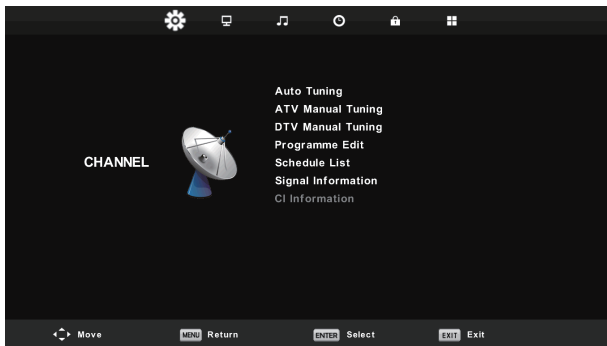 CHANNEL
Auto Tuning
ATV Manual Tuning
DTV Manual Tuning
Programme Edit
Schedule List
Signal Information
CI Information
Move MENU Return ENTER Select EXIT Exit